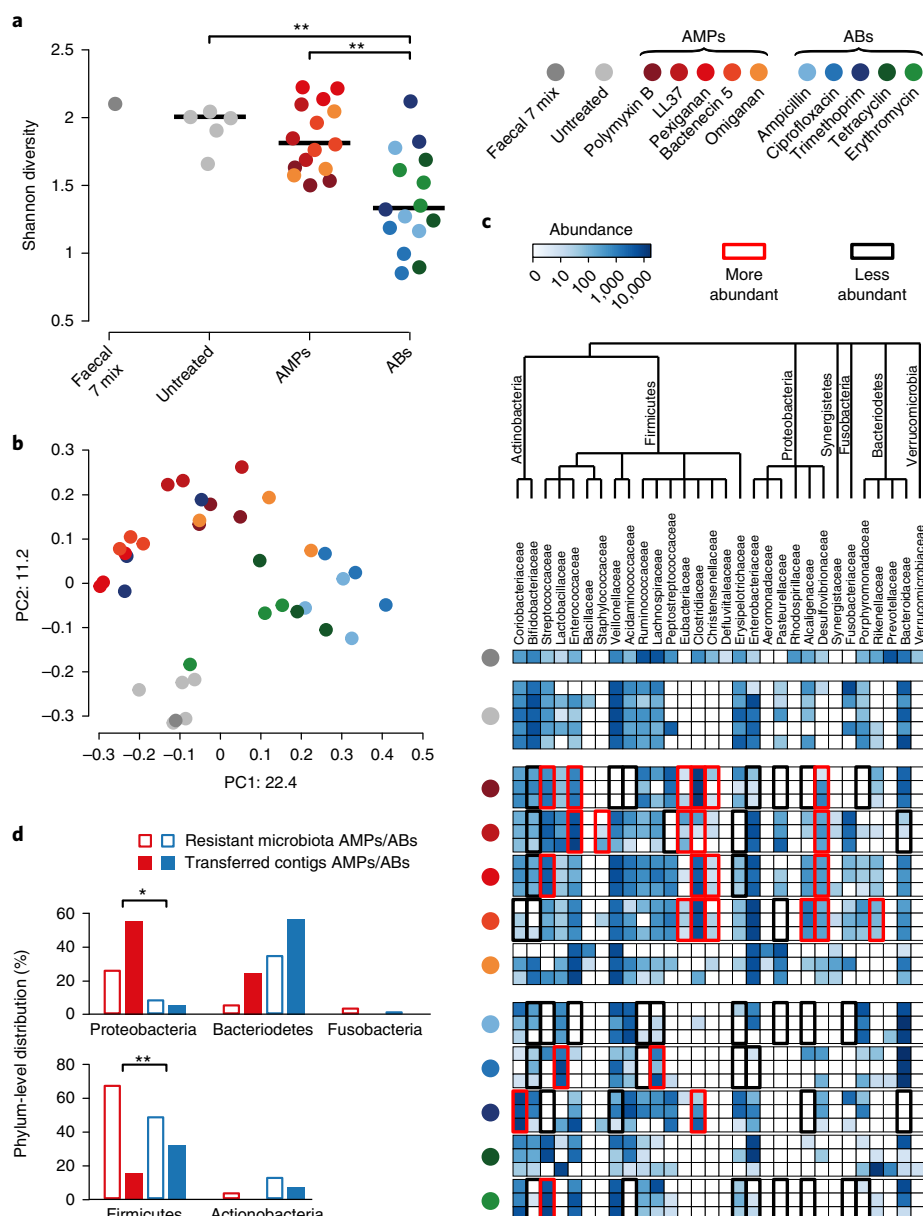 a
**
**
2.5
2
1.5
1
0.5
Shannon diversity
Faecal
7 mix
Untreated
AMPs
ABs
AMPs
ABs
Faecal 7 mix
Untreated
Polymyxin B
LL37
Pexiganan
Bactenecin 5
Omiganan
Ampicillin
Ciprofloxacin
Trimethoprim
Tetracyclin
Erythromycin
b
0.3
0.2
0.1
0
−0.1
−0.2
−0.3
PC2: 11.2
−0.3
−0.2
−0.1
0
0.1
0.2
0.3
0.4
0.5
PC1: 22.4
c
Abundance
0
10
100
1,000
10,000
More
abundant
Less
abundant
Actinobacteria
Firmicutes
Proteobacteria
Synergistetes
Fusobacteria
Bacteriodetes
Verrucomicrobia
Coriobacteriaceae
Bifidobacteriaceae
Streptococcaceae
Lactobacillaceae
Enterococcaceae
Bacillaceae
Staphylococcaceae
Veillonellaceae
Acidaminococcaceae
Ruminococcaceae
Lachnospiraceae
Peptostreptococcaceae
Eubacteriaceae
Clostridiaceae
Christensenellaceae
Defluviitaleaceae
Erysipelotrichaceae
Enterobacteriaceae
Aeromonadaceae
Pasteurellaceae
Rhodospirillaceae
Alcaligenaceae
Desulfovibrionaceae
Synergistaceae
Fusobacteriaceae
Porphyromonadaceae
Rikenellaceae
Prevotellaceae
Bacteroidaceae
Verrucomicrobiaceae
d
Resistant microbiota AMPs/ABs
Transferred contigs AMPs/ABs
Phylum-level distribution (%)
*
60
40
20
0
Proteobacteria
Bacteriodetes
Fusobacteria
**
80
60
40
20
0
Firmicutes
Actionobacteria